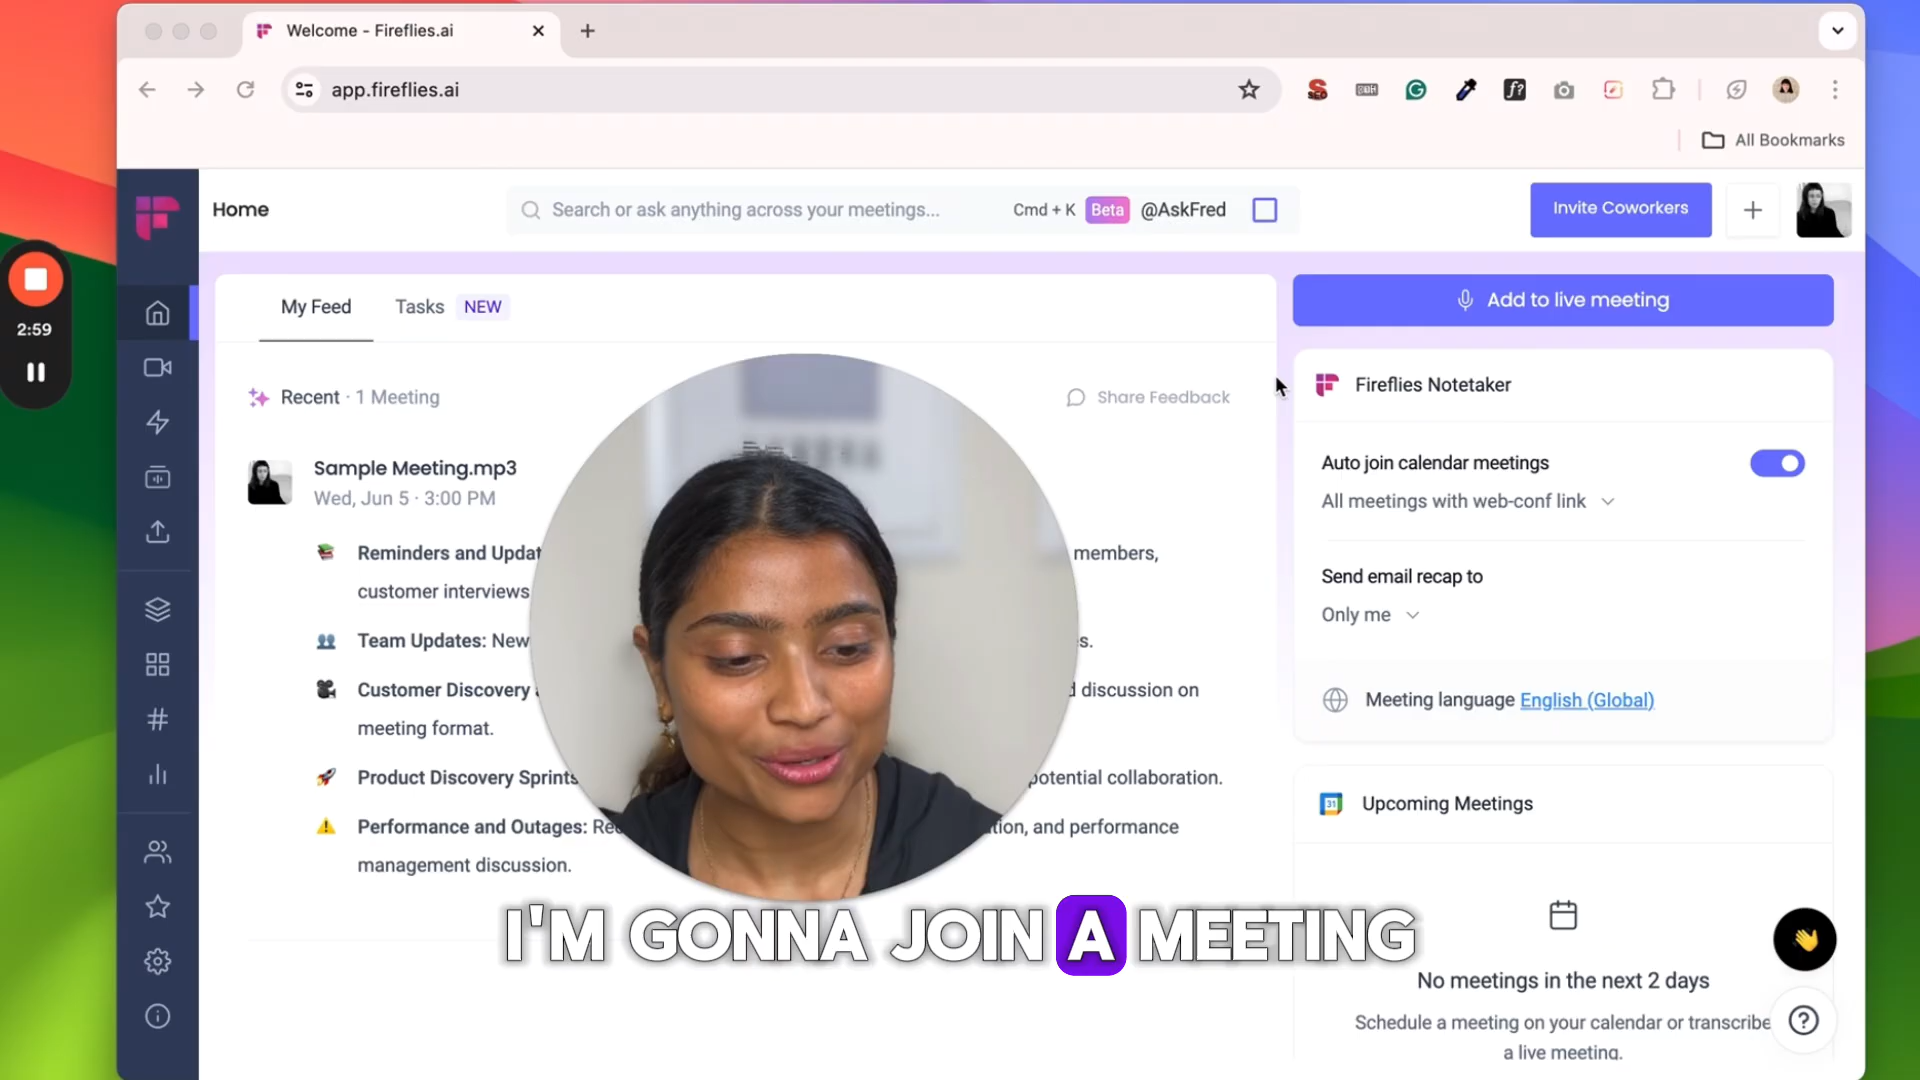 Welcome - Fireflies.ai
app.fireflies.ai
All Bookmarks
Home
Search or ask anything across your meetings...
Cmd + K
Beta
@AskFred
Invite Coworkers
2:59
My Feed
Tasks
NEW
Add to live meeting
Recent · 1 Meeting
Share Feedback
Sample Meeting.mp3
Wed, Jun 5 · 3:00 PM
Reminders and members,
customer interviews
Team Updates: New
Customer Discovery discussion on
meeting format.
Product Discovery Sprints potential collaboration.
Performance and Outages: and performance
management discussion.
Fireflies Notetaker
Auto join calendar meetings
All meetings with web-conf link
Send email recap to
Only me
Meeting language English (Global)
31
Upcoming Meetings
No meetings in the next 2 days
Schedule a meeting on your calendar or transcribe
a live meeting.
I'M GONNA JOIN A MEETING